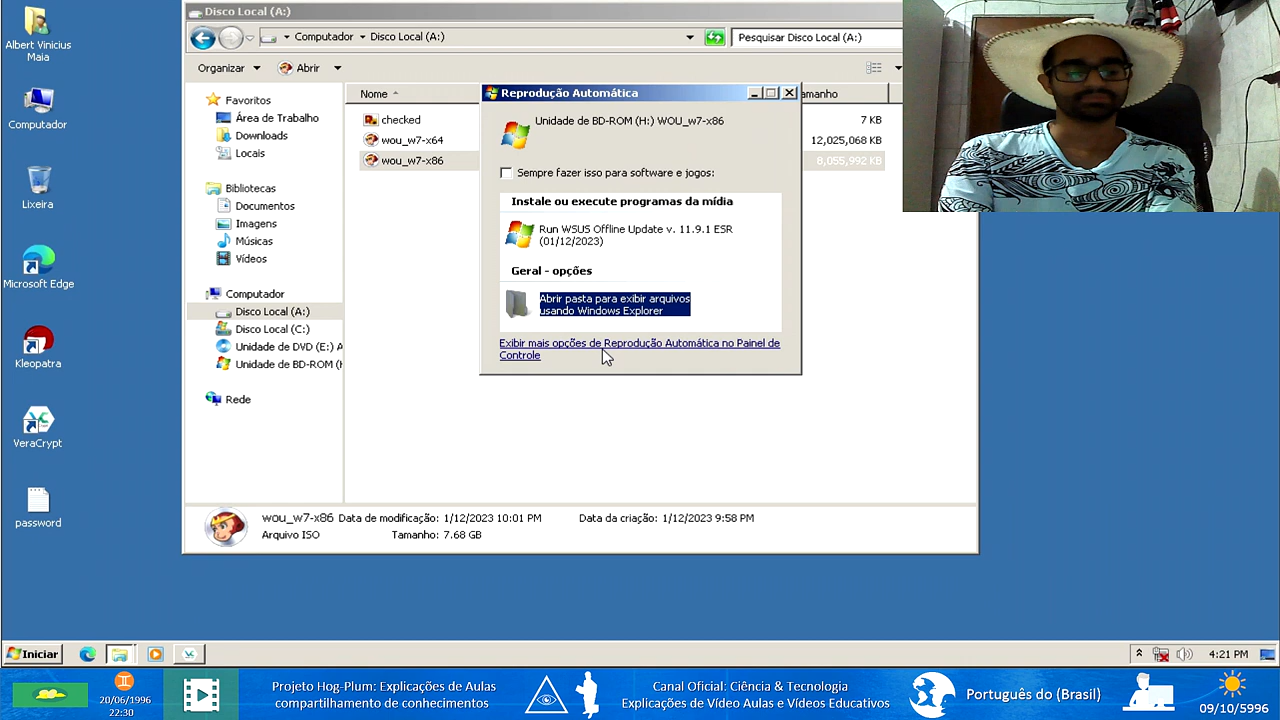 Albert Vinicius
Maia
Computador
Lixeira
Microsoft Edge
Kleopatra
VeraCrypt
password
Disco Local (A:)
Computador
Disco Local (A:)
Pesquisar Disco Local (A:)
Organizar
Abrir
Favoritos
Área de Trabalho
Downloads
Locais
Bibliotecas
Documentos
Imagens
Músicas
Vídeos
Computador
Disco Local (A:)
Disco Local (C:)
Unidade de DVD (E:) A
Unidade de BD-ROM (H
Rede
Nome
amanho
checked
7 KB
wou_w7-x64
12,025,068 KB
wou_w7-x86
8,055,992 KB
Reprodução Automática
Unidade de BD-ROM (H:) WOU_w7-x86
Sempre fazer isso para software e jogos:
Instale ou execute programas da mídia
Run WSUS Offline Update v. 11.9.1 ESR
(01/12/2023)
Geral - opções
Abrir pasta para exibir arquivos
usando Windows Explorer
Exibir mais opções de Reprodução Automática no Painel de
Controle
wou_w7-x86 Data de modificação: 1/12/2023 10:01 PM
Data da criação: 1/12/2023 9:58 PM
Arquivo ISO
Tamanho: 7.68 GB
Iniciar
4:21 PM
20/06/1996
22:30
Projeto Hog-Plum: Explicações de Aulas
compartilhamento de conhecimentos
Canal Oficial: Ciência & Tecnologia
Explicações de Vídeo Aulas e Vídeos Educativos
Português do (Brasil)
09/10/5996